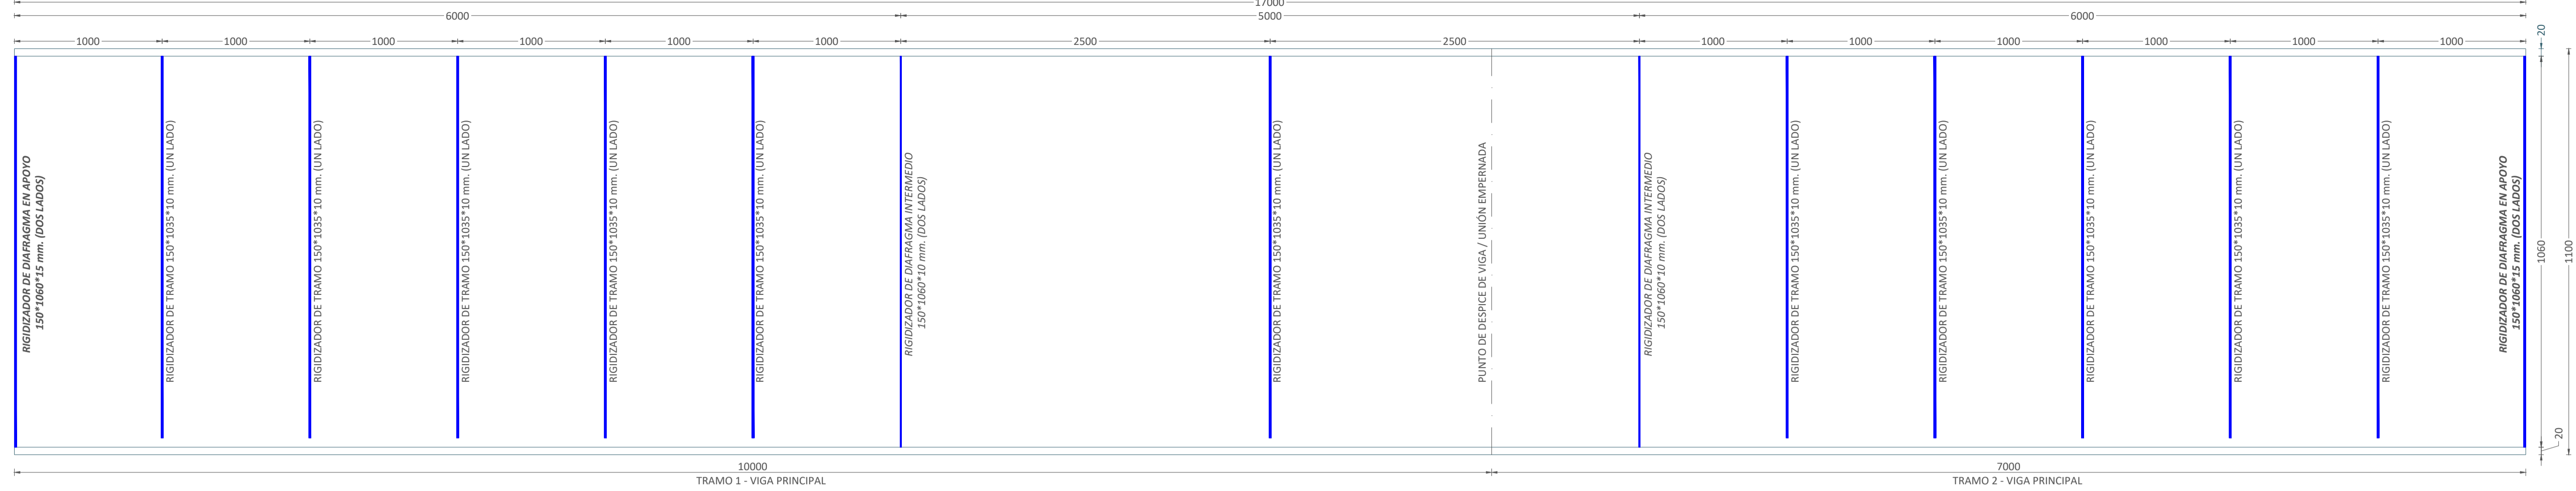 17000
6000
5000
6000
1000
1000
1000
1000
1000
1000
2500
2500
1000
1000
1000
1000
1000
1000
20
RIGIDIZADOR DE DIAFRAGMA EN APOYO
150*1060*15 mm. (DOS LADOS)
RIGIDIZADOR DE TRAMO 150*1035*10 mm. (UN LADO)
RIGIDIZADOR DE TRAMO 150*1035*10 mm. (UN LADO)
RIGIDIZADOR DE TRAMO 150*1035*10 mm. (UN LADO)
RIGIDIZADOR DE TRAMO 150*1035*10 mm. (UN LADO)
RIGIDIZADOR DE TRAMO 150*1035*10 mm. (UN LADO)
RIGIDIZADOR DE DIAFRAGMA INTERMEDIO
150*1060*10 mm. (DOS LADOS)
RIGIDIZADOR DE TRAMO 150*1035*10 mm. (UN LADO)
PUNTO DE DESPICE DE VIGA / UNIÓN EMPERNADA
RIGIDIZADOR DE DIAFRAGMA INTERMEDIO
150*1060*10 mm. (DOS LADOS)
RIGIDIZADOR DE TRAMO 150*1035*10 mm. (UN LADO)
RIGIDIZADOR DE TRAMO 150*1035*10 mm. (UN LADO)
RIGIDIZADOR DE TRAMO 150*1035*10 mm. (UN LADO)
RIGIDIZADOR DE TRAMO 150*1035*10 mm. (UN LADO)
RIGIDIZADOR DE TRAMO 150*1035*10 mm. (UN LADO)
RIGIDIZADOR DE DIAFRAGMA EN APOYO
150*1060*15 mm. (DOS LADOS)
1060
1100
20
10000
7000
TRAMO 1 - VIGA PRINCIPAL
TRAMO 2 - VIGA PRINCIPAL